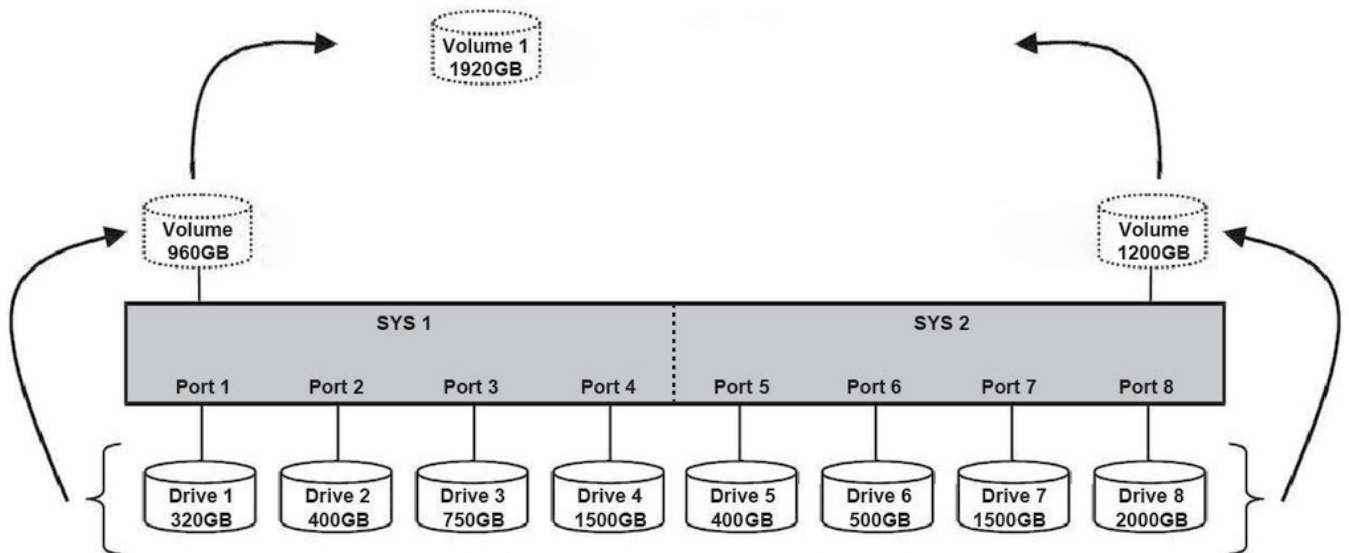 Volume 1
1920GB
Volume
960GB
Volume
1200GB
SYS 1
SYS 2
Port 1
Port 2
Port 3
Port 4
Port 5
Port 6
Port 7
Port 8
Drive 1
320GB
Drive 2
400GB
Drive 3
750GB
Drive 4
1500GB
Drive 5
400GB
Drive 6
500GB
Drive 7
1500GB
Drive 8
2000GB